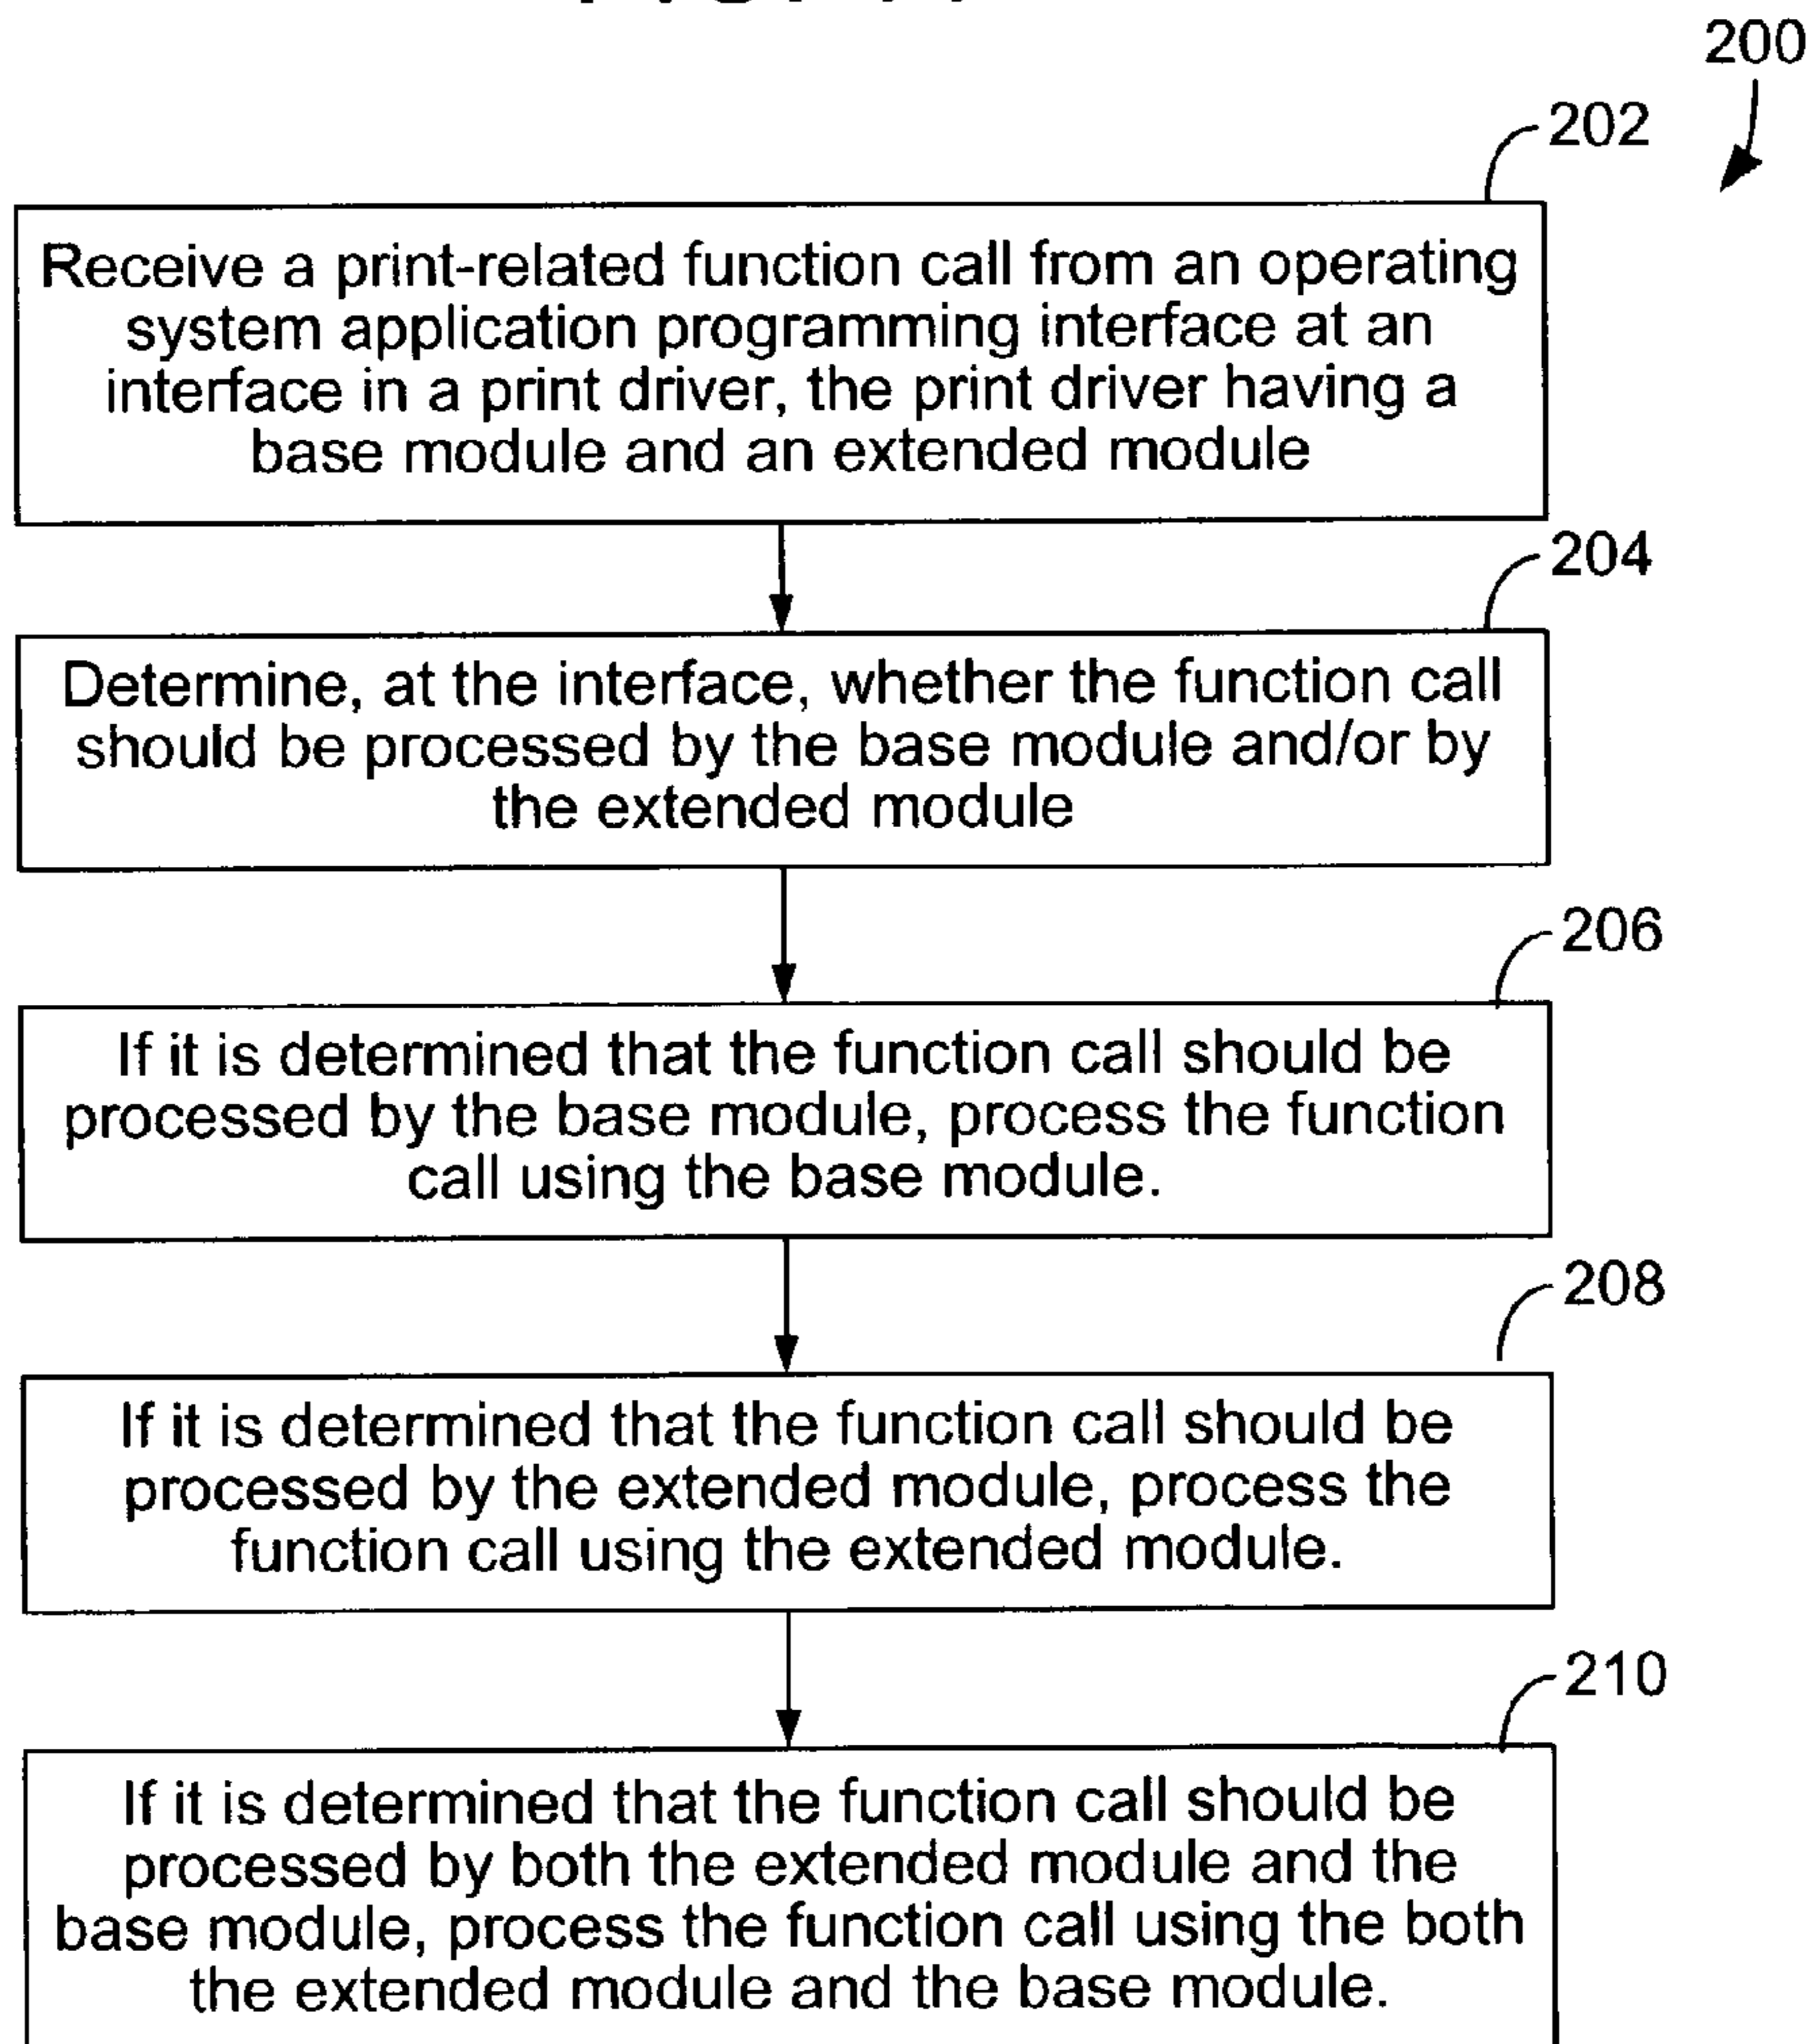 200
202
Receive a print-related function call from an operating
system application programming interface at an
interface in a print driver, the print driver having a
base module and an extended module
204
Determine, at the interface, whether the function call
should be processed by the base module and/or by
the extended module
206
If it is determined that the function call should be
processed by the base module, process the function
call using the base module.
208
If it is determined that the function call should be
processed by the extended module, process the
function call using the extended module.
210
If it is determined that the function call should be
processed by both the extended module and the
base module, process the function call using the both
the extended module and the base module.